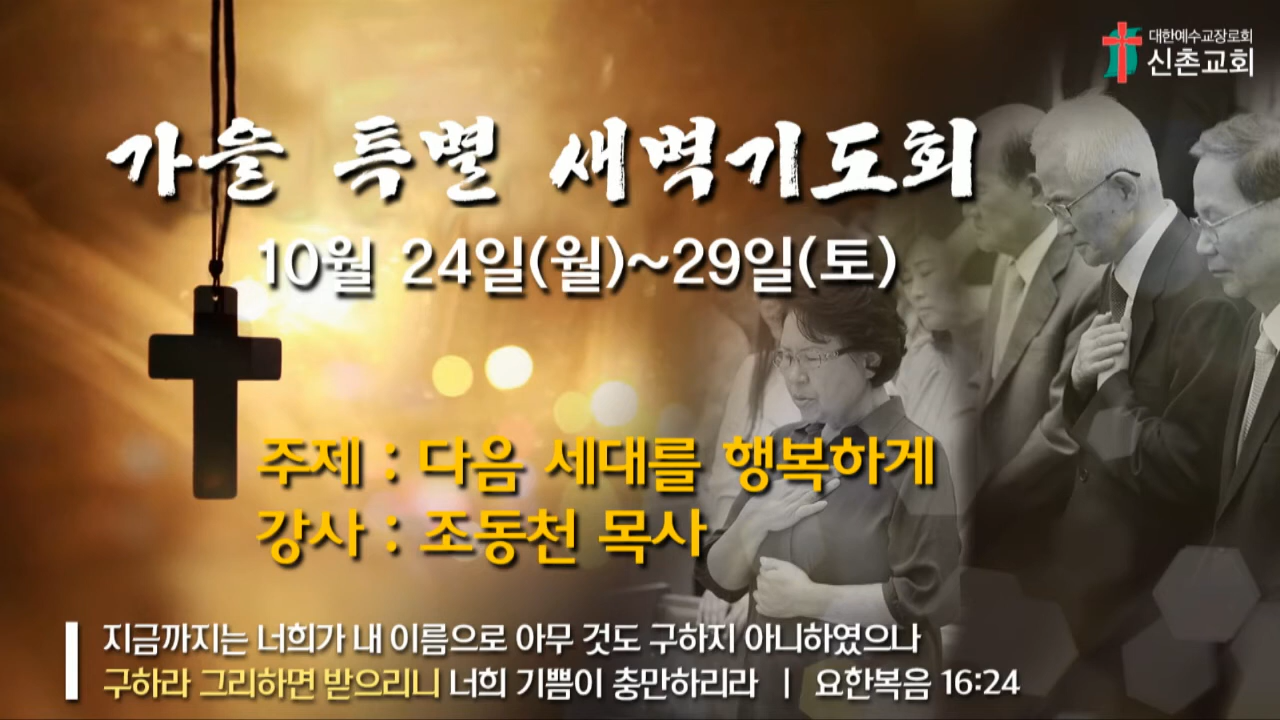 대한예수교장로회
신촌교회
가을 특별 새벽기도회
10월 24일(월)~29일(토)
주제 : 다음 세대를 행복하게
강사 : 조동천 목사
지금까지는 너희가 내 이름으로 아무 것도 구하지 아니하였으나
구하라 그리하면 받으리니 너희 기쁨이 충만하리라 | 요한복음 16:24